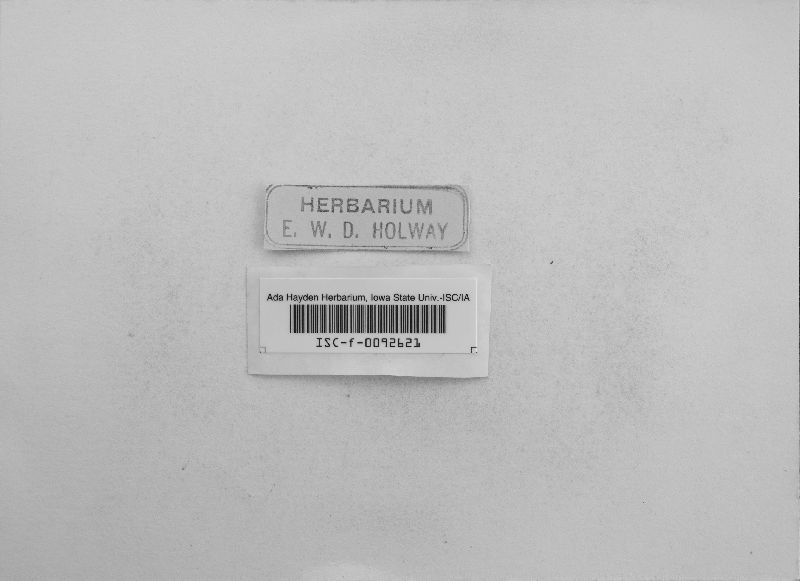 HERBARIUM
E. W. D. HOLWAY
Ada Hayden Herbarium, Iowa State Univ.-ISC/IA
ISC-f-0092621